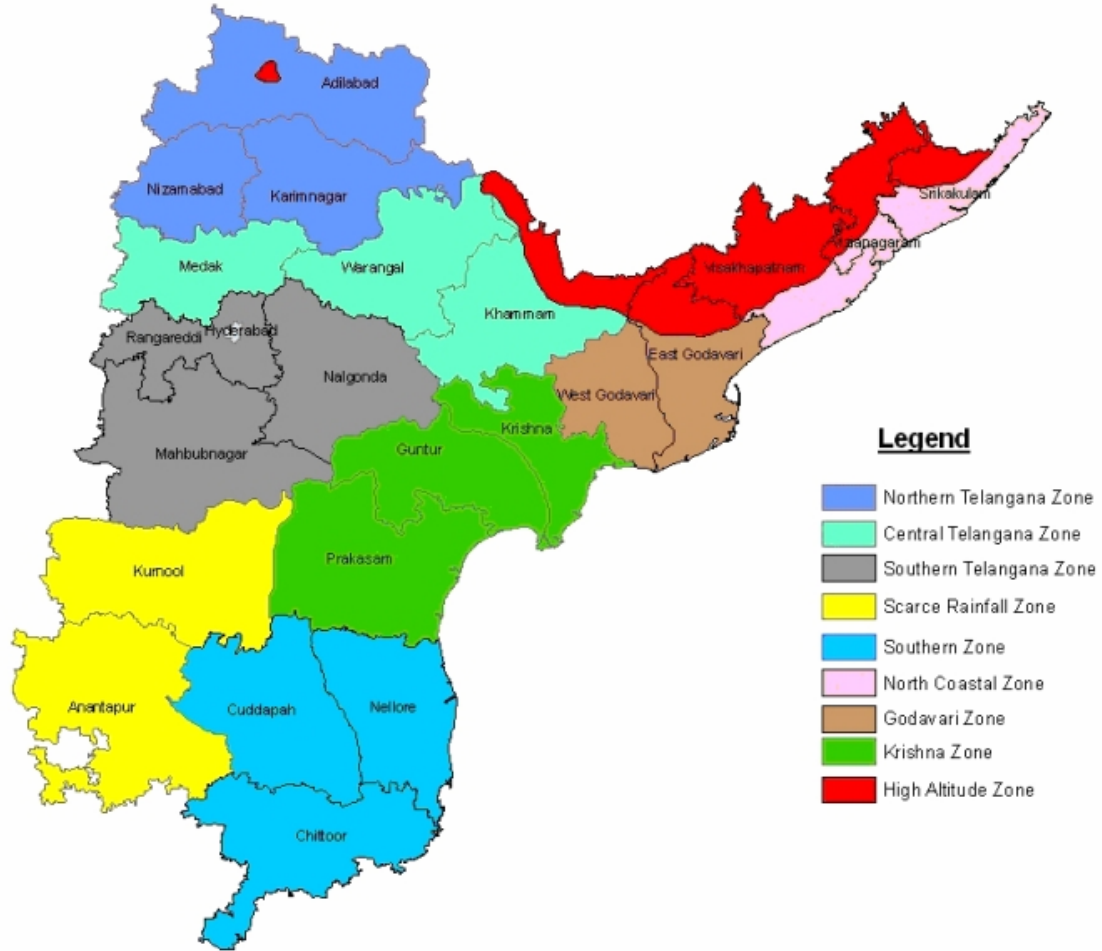 Adilabad
Nizamabad
Karimnagar
Srikakulam
Medak
Warangal
Visakhapatnam
Khammam
Rangareddi
Hyderabad
East Godavari
Nalgonda
West Godavari
Krishna
Guntur
Mahbubnagar
Prakasam
Kurnool
Anantapur
Cuddapah
Nellore
Chittoor
Legend
Northern Telangana Zone
Central Telangana Zone
Southern Telangana Zone
Scarce Rainfall Zone
Southern Zone
North Coastal Zone
Godavari Zone
Krishna Zone
High Altitude Zone